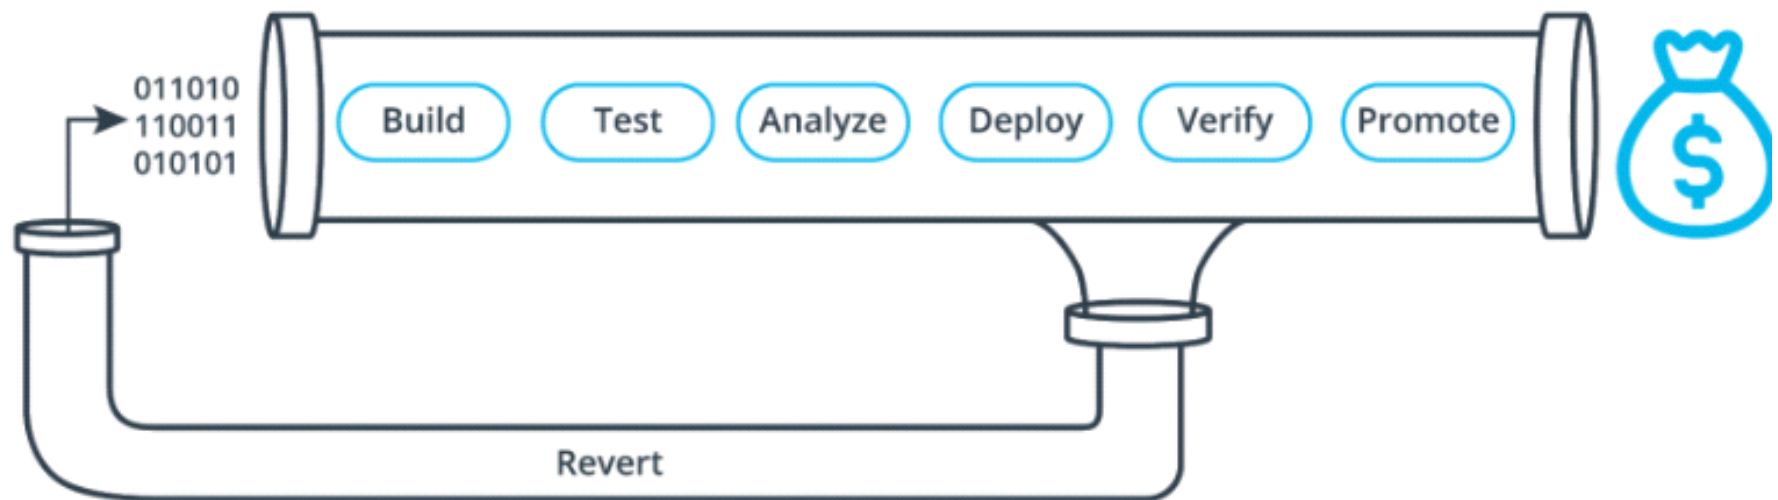 011010
110011
010101
Build
Test
Analyze
Deploy
Verify
Promote
$
Revert